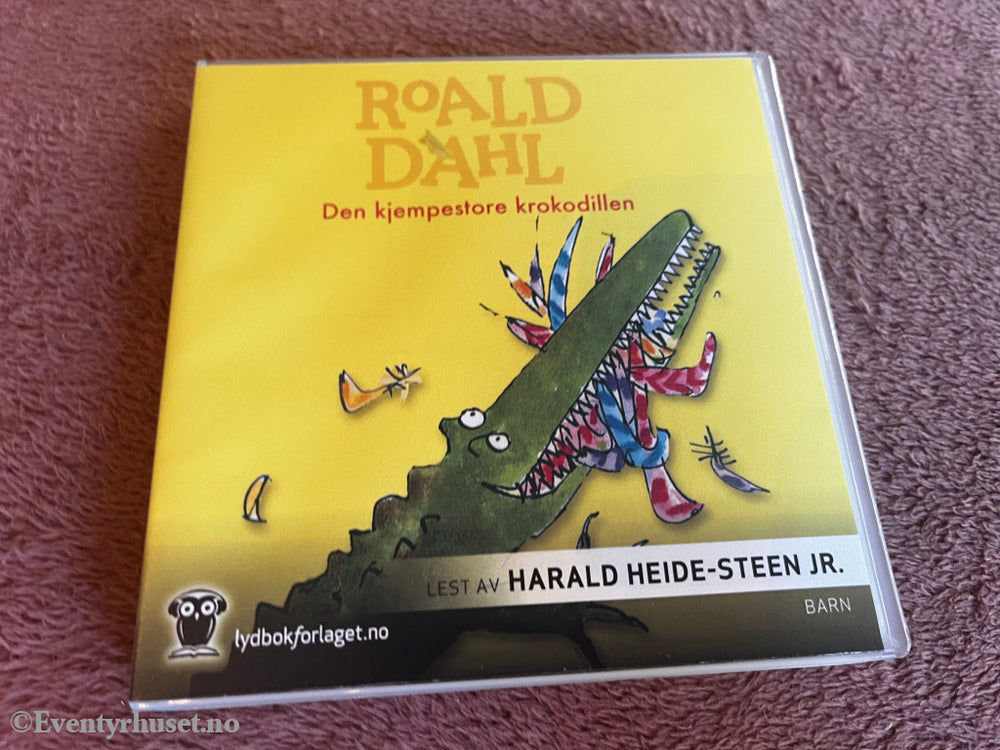 ROALD
DAHL
Den kjempestore krokodillen
LEST AV HARALD HEIDE-STEEN JR.
BARN
lydbokforlaget.no
©Eventyrhuset.no